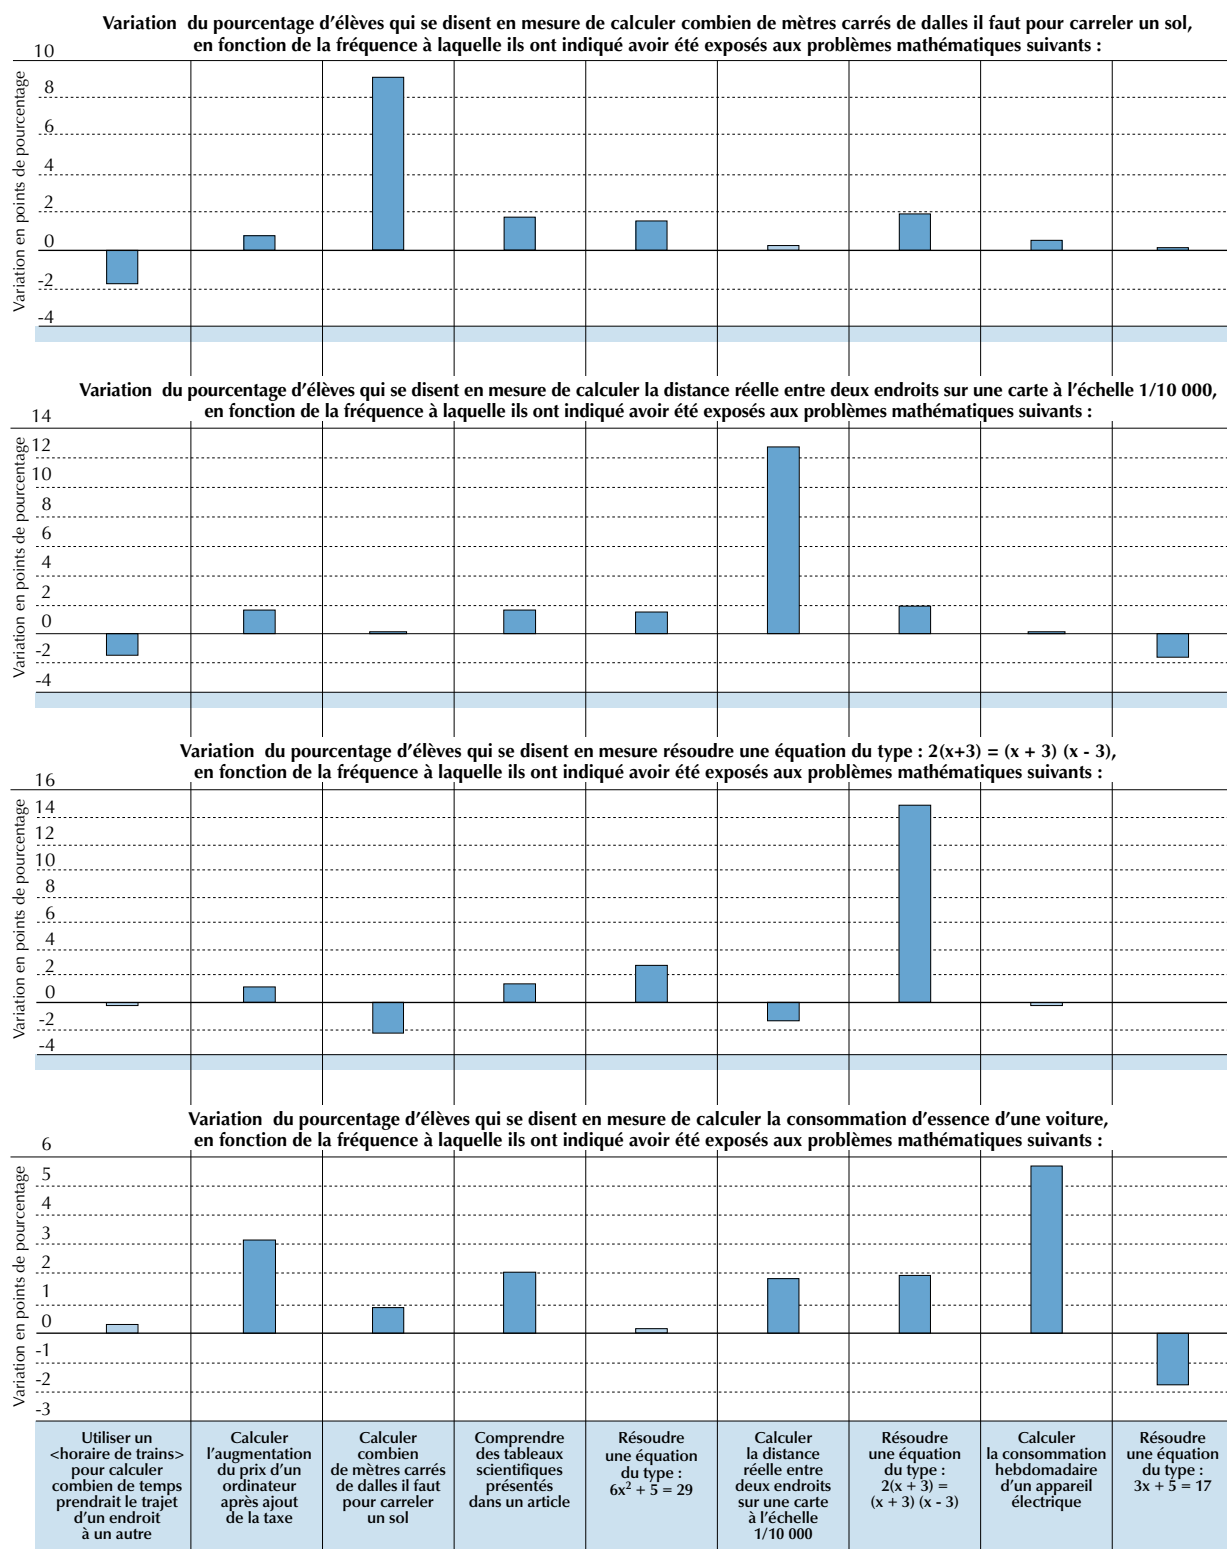 Variation du pourcentage d’élèves qui se disent en mesure de calculer combien de mètres carrés de dalles il faut pour carreler un sol,
en fonction de la fréquence à laquelle ils ont indiqué avoir été exposés aux problèmes mathématiques suivants :
Variation en points de pourcentage
10
8
6
4
2
0
-2
-4
Variation du pourcentage d’élèves qui se disent en mesure de calculer la distance réelle entre deux endroits sur une carte à l’échelle 1/10 000,
en fonction de la fréquence à laquelle ils ont indiqué avoir été exposés aux problèmes mathématiques suivants :
Variation en points de pourcentage
14
12
10
8
6
4
2
0
-2
-4
Variation du pourcentage d’élèves qui se disent en mesure résoudre une équation du type : 2(x+3) = (x + 3) (x - 3),
en fonction de la fréquence à laquelle ils ont indiqué avoir été exposés aux problèmes mathématiques suivants :
Variation en points de pourcentage
16
14
12
10
8
6
4
2
0
-2
-4
Variation du pourcentage d’élèves qui se disent en mesure de calculer la consommation d’essence d’une voiture,
en fonction de la fréquence à laquelle ils ont indiqué avoir été exposés aux problèmes mathématiques suivants :
Variation en points de pourcentage
6
5
4
3
2
1
0
-1
-2
-3
Utiliser un
<horaire de trains>
pour calculer
combien de temps
prendrait le trajet
d’un endroit
à un autre
Calculer
l’augmentation
du prix d’un
ordinateur
après ajout
de la taxe
Calculer
combien
de mètres carrés
de dalles il faut
pour carreler
un sol
Comprendre
des tableaux
scientifiques
présentés
dans un article
Résoudre
une équation
du type :
6x² + 5 = 29
Calculer
la distance
réelle entre
deux endroits
sur une carte
à l’échelle
1/10 000
Résoudre
une équation
du type :
2(x + 3) =
(x + 3) (x - 3)
Calculer
la consommation
hebdomadaire
d’un appareil
électrique
Résoudre
une équation
du type :
3x + 5 = 17